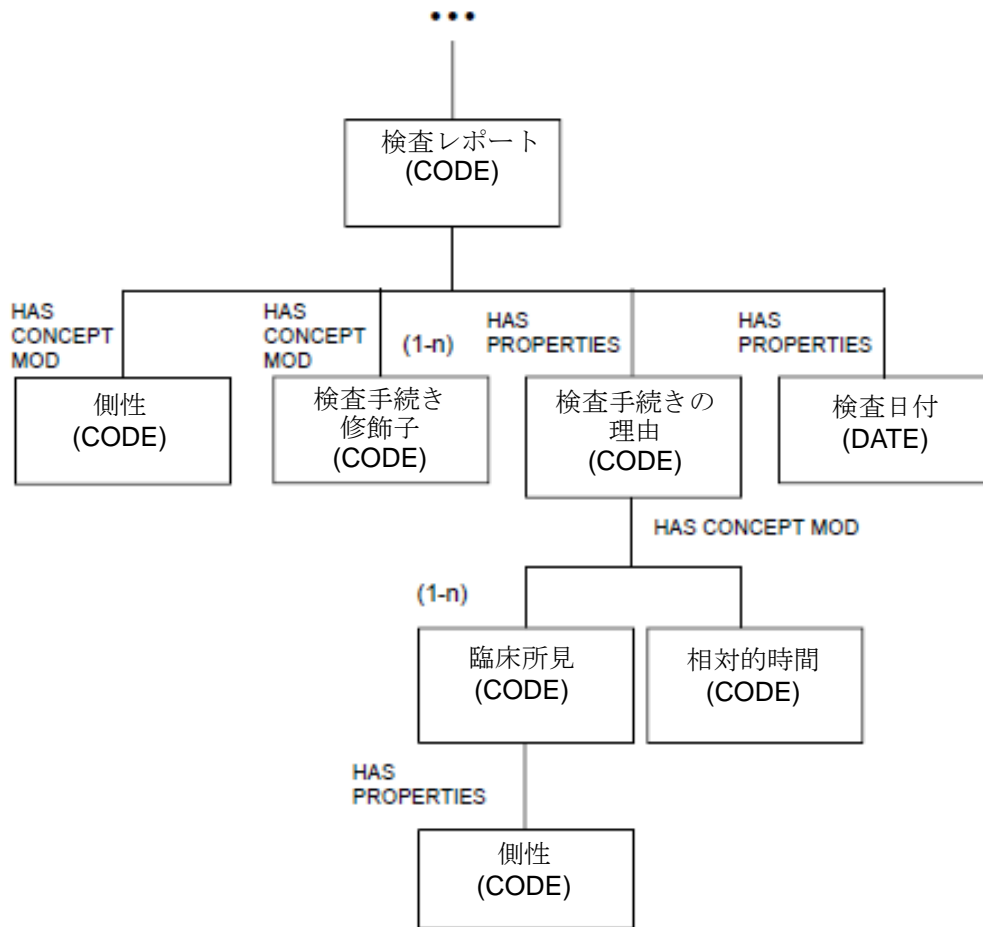 •••
検査レポート
(CODE)
HAS
CONCEPT
MOD
HAS
CONCEPT
MOD
(1-n)
HAS
PROPERTIES
HAS
PROPERTIES
側性
(CODE)
検査手続き
修飾子
(CODE)
検査手続きの
理由
(CODE)
検査日付
(DATE)
HAS CONCEPT MOD
(1-n)
臨床所見
(CODE)
相対的時間
(CODE)
HAS
PROPERTIES
側性
(CODE)